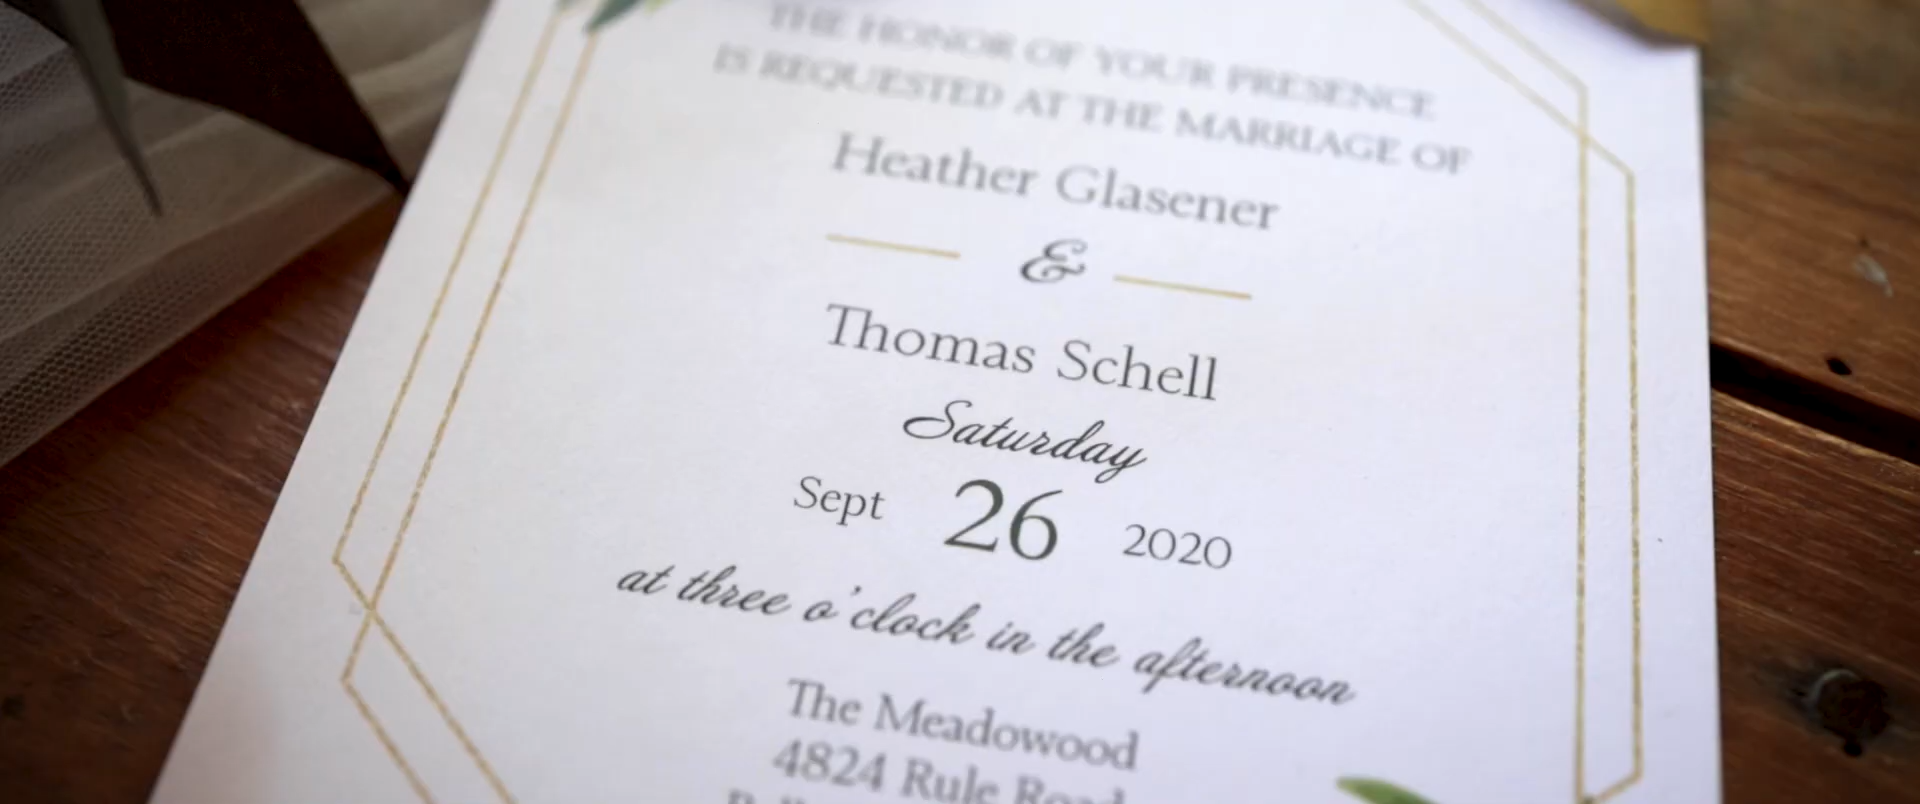 THE HONOR OF YOUR PRESENCE
IS REQUESTED AT THE MARRIAGE OF
Heather Glasener
&
Thomas Schell
Saturday
Sept 26 2020
at three o'clock in the afternoon
The Meadowood
4824 Rule Road